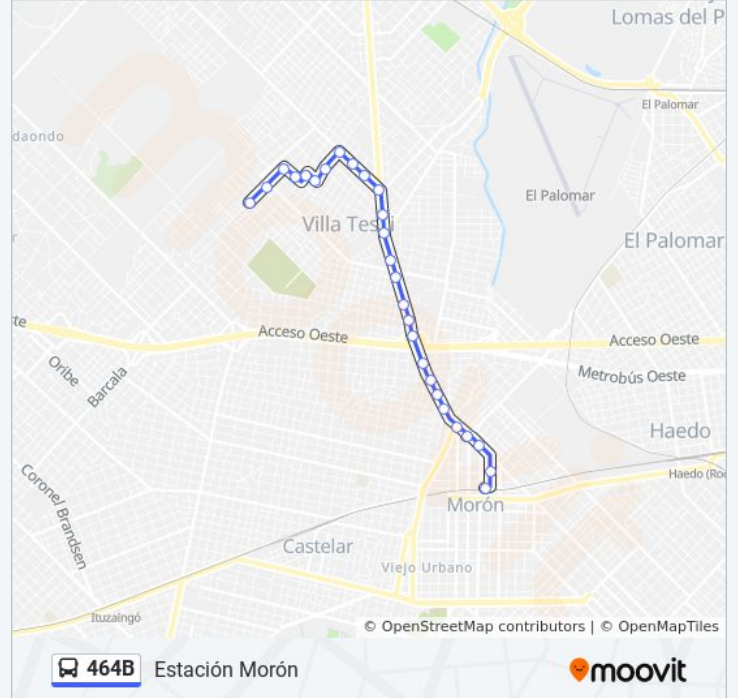 Lomas del P
El Palomar
daondo
El Palomar
Villa Tes
El Palomar
Acceso Oeste
Acceso Oeste
Metrobús Oeste
Oribe
Barcala
Haedo
Haedo (Ro
Coronel Brandsen
Morón
Castelar
Viejo Urbano
Ituzaingó
© OpenStreetMap contributors | © OpenMapTiles
464B Estación Morón
moovit